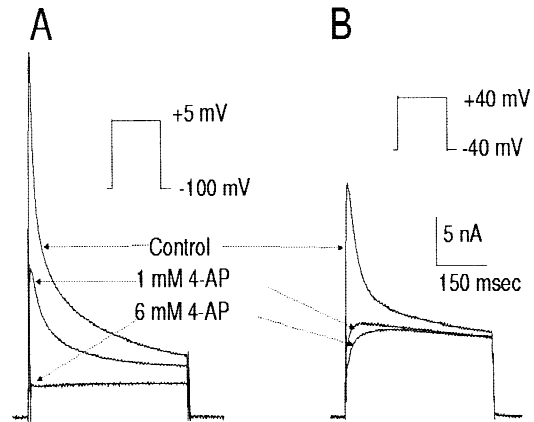 A
B
+5 mV
-100 mV
+40 mV
-40 mV
Control
1 mM 4-AP
6 mM 4-AP
5 nA
150 msec